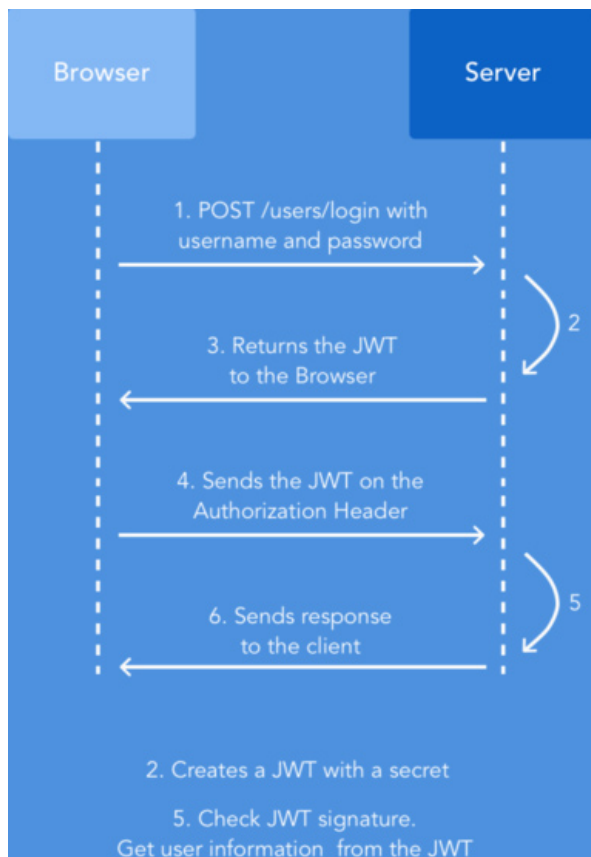 Browser
Server
1. POST /users/login with
username and password
2
3. Returns the JWT
to the Browser
4. Sends the JWT on the
Authorization Header
5
6. Sends response
to the client
2. Creates a JWT with a secret
5. Check JWT signature.
Get user information from the JWT